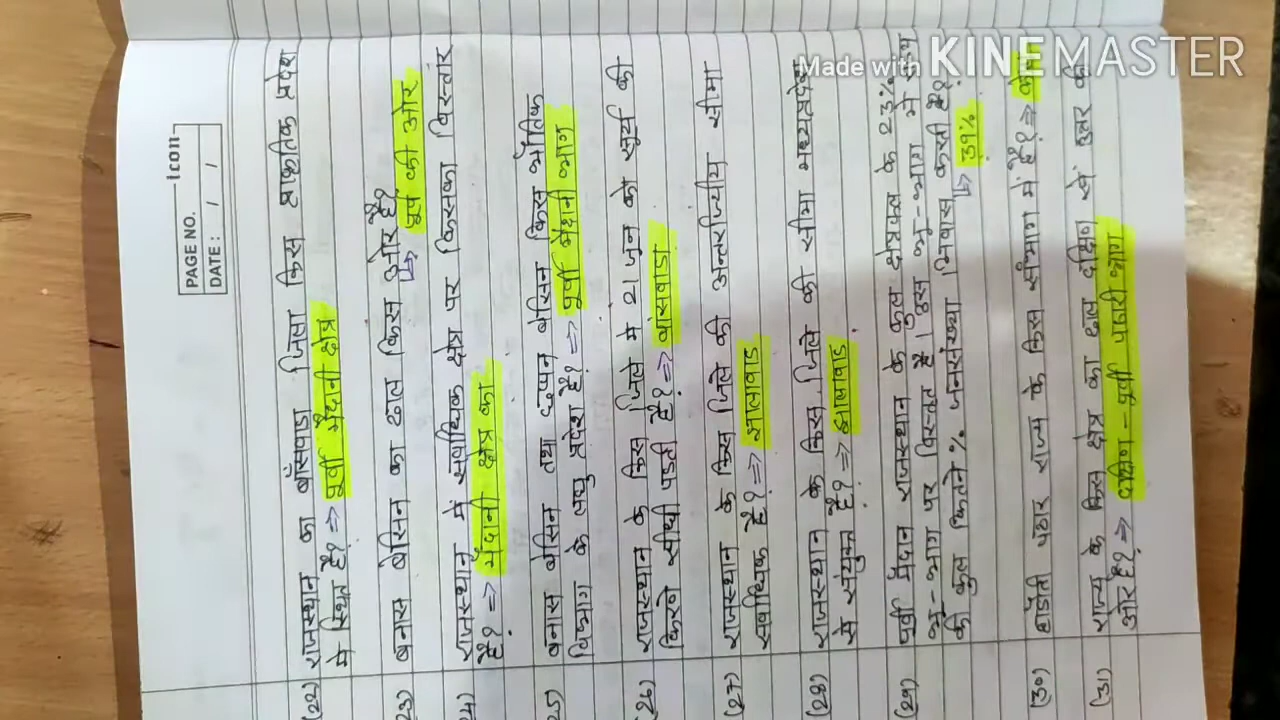 Made with KINEMASTER
-Icon-
PAGE NO.
DATE: / /
(22) राजस्थान का बाँसवाडा जिला किस प्राकृतिक प्रदेश
में स्थित है? ⇒ पूर्वी मैदानी क्षेत्र
23) बनास बेसिन का ढाल किस ओर है?
↳ पूर्व की ओर
24) राजस्थान में सर्वाधिक क्षेत्र पर किसका विस्तार
है? ⇒ मैदानी क्षेत्र का
25) बनास बेसिन तथा छप्पन बेसिन किस भौतिक
विभाग के लघु प्रदेश है? ⇒ पूर्वी मैदानी भाग
26) राजस्थान के किस जिले मे 21 जुन को सूर्य की
किरणे सीधी पडती है? ⇒ बांसवाडा
(27) राजस्थान के किस जिले की अन्तर्राज्यीय सीमा
सर्वाधिक है? ⇒ झालावाड
(28) राजस्थान के किस जिले की सीमा मध्यप्रदेश
से संयुक्त है? ⇒ झालावाड
(29) पूर्वी मैदान राजस्थान के कुल क्षेत्रफल के 23%
भू-भाग पर विस्तृत है। इस भू-भाग मे
की कुल कितने % जनसंख्या निवास करती है?
↳ 39%
(30) हाडौती पठार राज्य के किस संभाग में है? ⇒
(31) राज्य के किस क्षेत्र का ढाल दक्षिण से उत्तर की
ओर है? ⇒ दक्षिण-पूर्वी पठारी भाग